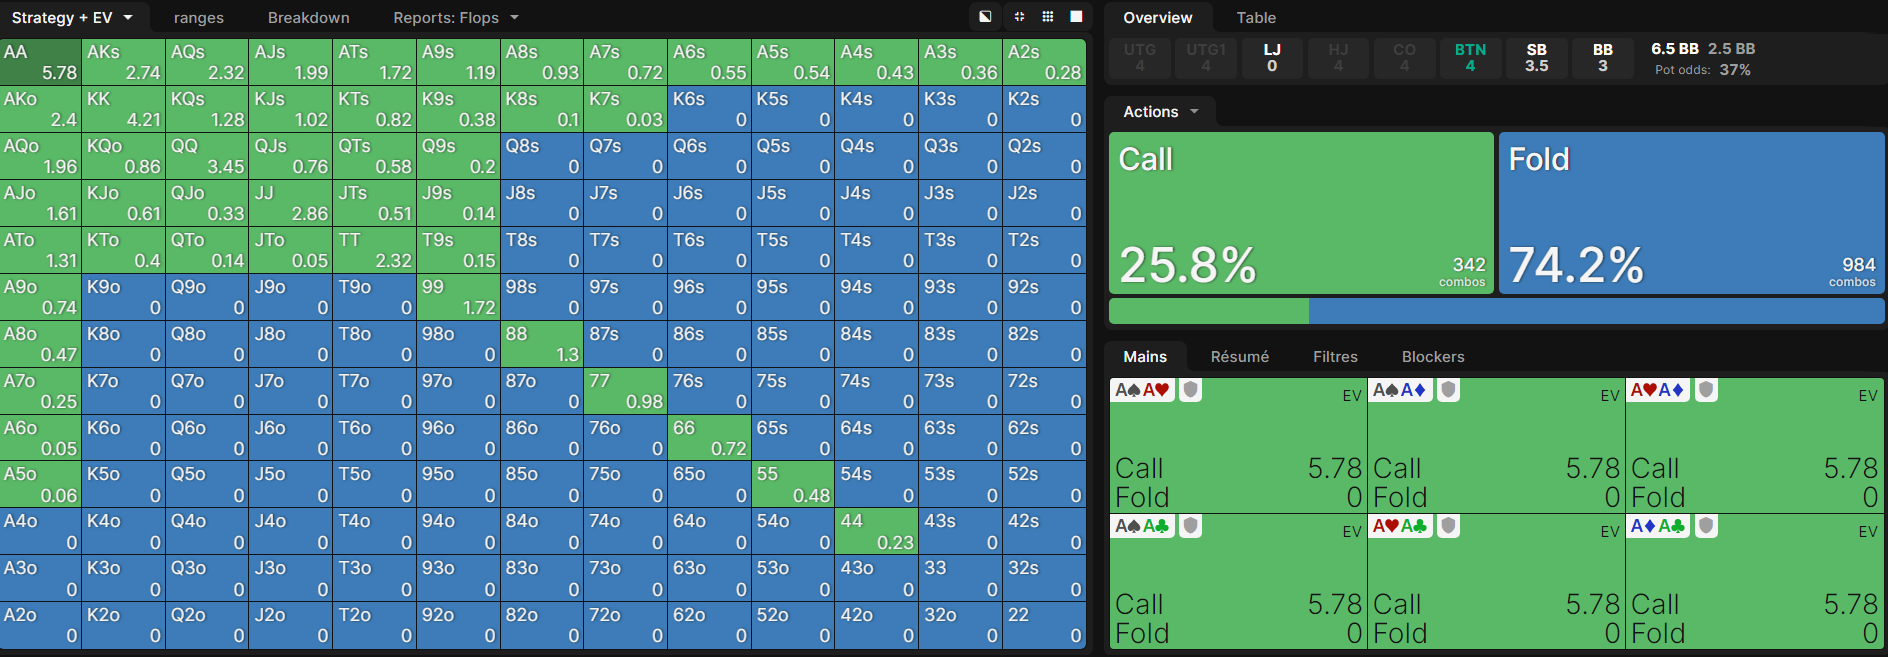 Strategy + EV ranges Breakdown Reports: Flops
AA AKs AQs AJs ATs A9s A8s A7s A6s A5s A4s A3s A2s
5.78 2.74 2.32 1.99 1.72 1.19 0.93 0.72 0.55 0.54 0.43 0.36 0.28
AKo KK KQs KJs KTs K9s K8s K7s K6s K5s K4s K3s K2s
2.4 4.21 1.28 1.02 0.82 0.38 0.1 0.03 0 0 0 0 0
AQo KQo QQ QJs QTs Q9s Q8s Q7s Q6s Q5s Q4s Q3s Q2s
1.96 0.86 3.45 0.76 0.58 0.2 0 0 0 0 0 0 0
AJo KJo QJo JJ JTs J9s J8s J7s J6s J5s J4s J3s J2s
1.61 0.61 0.33 2.86 0.51 0.14 0 0 0 0 0 0 0
ATo KTo QTo JTo TT T9s T8s T7s T6s T5s T4s T3s T2s
1.31 0.4 0.14 0.05 2.32 0.15 0 0 0 0 0 0 0
A9o K9o Q9o J9o T9o 99 98s 97s 96s 95s 94s 93s 92s
0.74 0 0 0 0 1.72 0 0 0 0 0 0 0
A8o K8o Q8o J8o T8o 98o 88 87s 86s 85s 84s 83s 82s
0.47 0 0 0 0 0 1.3 0 0 0 0 0 0
A7o K7o Q7o J7o T7o 97o 87o 77 76s 75s 74s 73s 72s
0.25 0 0 0 0 0 0 0.98 0 0 0 0 0
A6o K6o Q6o J6o T6o 96o 86o 76o 66 65s 64s 63s 62s
0.05 0 0 0 0 0 0 0 0.72 0 0 0 0
A5o K5o Q5o J5o T5o 95o 85o 75o 65o 55 54s 53s 52s
0.06 0 0 0 0 0 0 0 0 0.48 0 0 0
A4o K4o Q4o J4o T4o 94o 84o 74o 64o 54o 44 43s 42s
0 0 0 0 0 0 0 0 0 0 0.23 0 0
A3o K3o Q3o J3o T3o 93o 83o 73o 63o 53o 43o 33 32s
0 0 0 0 0 0 0 0 0 0 0 0 0
A2o K2o Q2o J2o T2o 92o 82o 72o 62o 52o 42o 32o 22
0 0 0 0 0 0 0 0 0 0 0 0 0
Overview Table
UTG UTG1 LJ HJ CO BTN SB BB 6.5 BB 2.5 BB
4 4 0 4 4 4 3.5 3 Pot odds: 37%
Actions
Call Fold
25.8% 342 combos 74.2% 984 combos
Mains Résumé Filtres Blockers
A♠A♥ EV A♠A♦ EV A♥A♦ EV
Call 5.78 Call 5.78 Call 5.78
Fold 0 Fold 0 Fold 0
A♠A♣ EV A♥A♣ EV A♦A♣ EV
Call 5.78 Call 5.78 Call 5.78
Fold 0 Fold 0 Fold 0